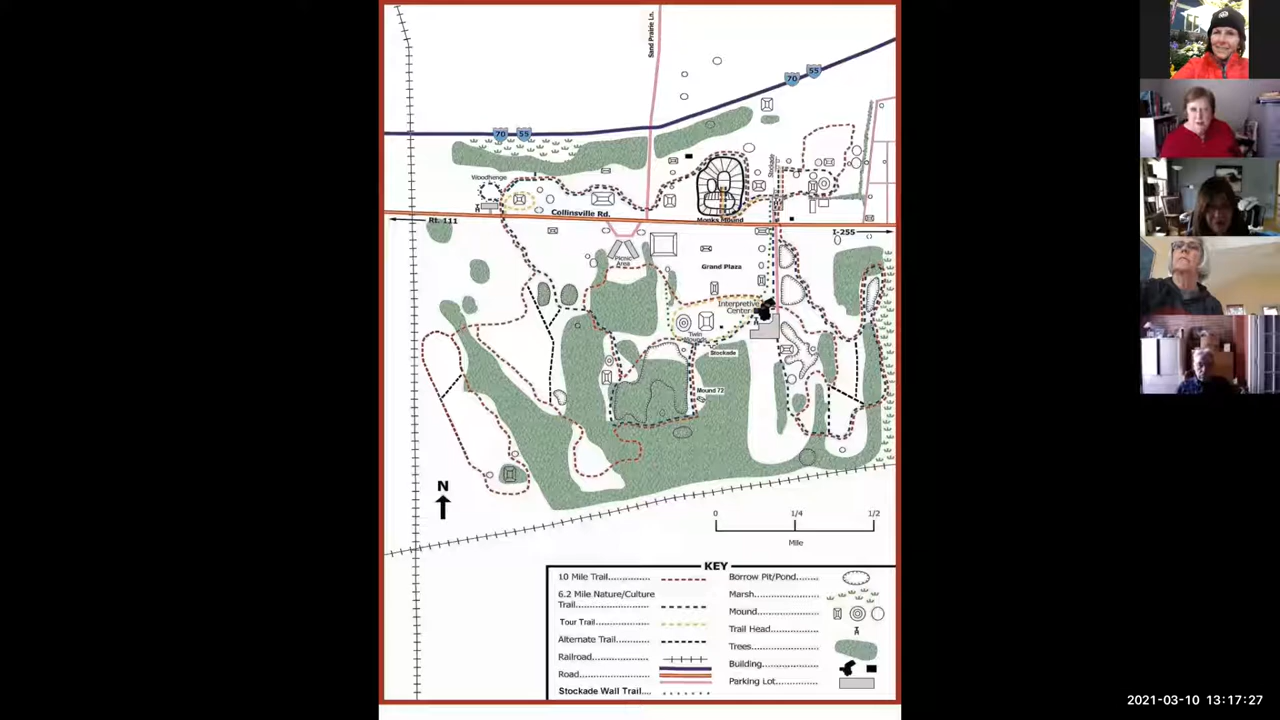 Sand Prairie Ln.
70
55
70
55
Woodhenge
Stockade
Collinsville Rd.
Monks Mound
Rt. 111
I-255
Picnic
Area
Grand Plaza
Interpretive
Center
Twin
Mounds
Stockade
Mound 72
N
0
1/4
1/2
Mile
KEY
10 Mile Trail
6.2 Mile Nature/Culture
Trail
Tour Trail
Alternate Trail
Railroad
Road
Stockade Wall Trail
Borrow Pit/Pond
Marsh
Mound
Trail Head
Trees
Building
Parking Lot
2021-03-10 13:17:27